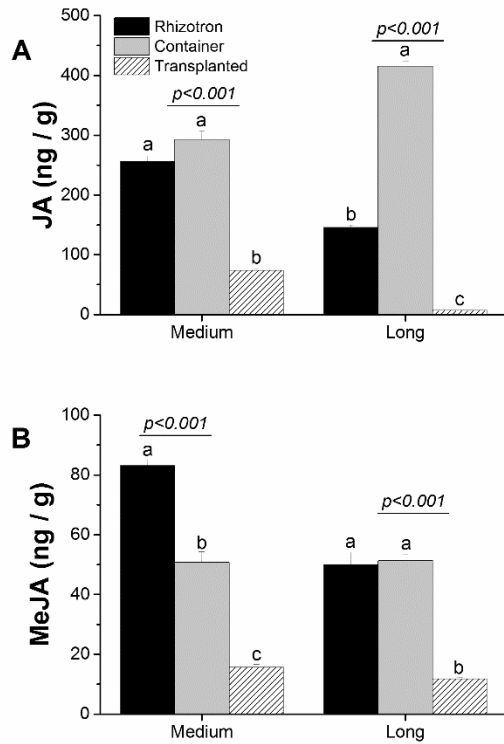 A
JA (ng / g)
500
400
300
200
100
0
Rhizotron
Container
Transplanted
p<0.001
a
a
b
p<0.001
b
a
c
Medium
Long
B
MeJA (ng / g)
100
80
60
40
20
0
p<0.001
a
b
c
p<0.001
a
a
b
Medium
Long